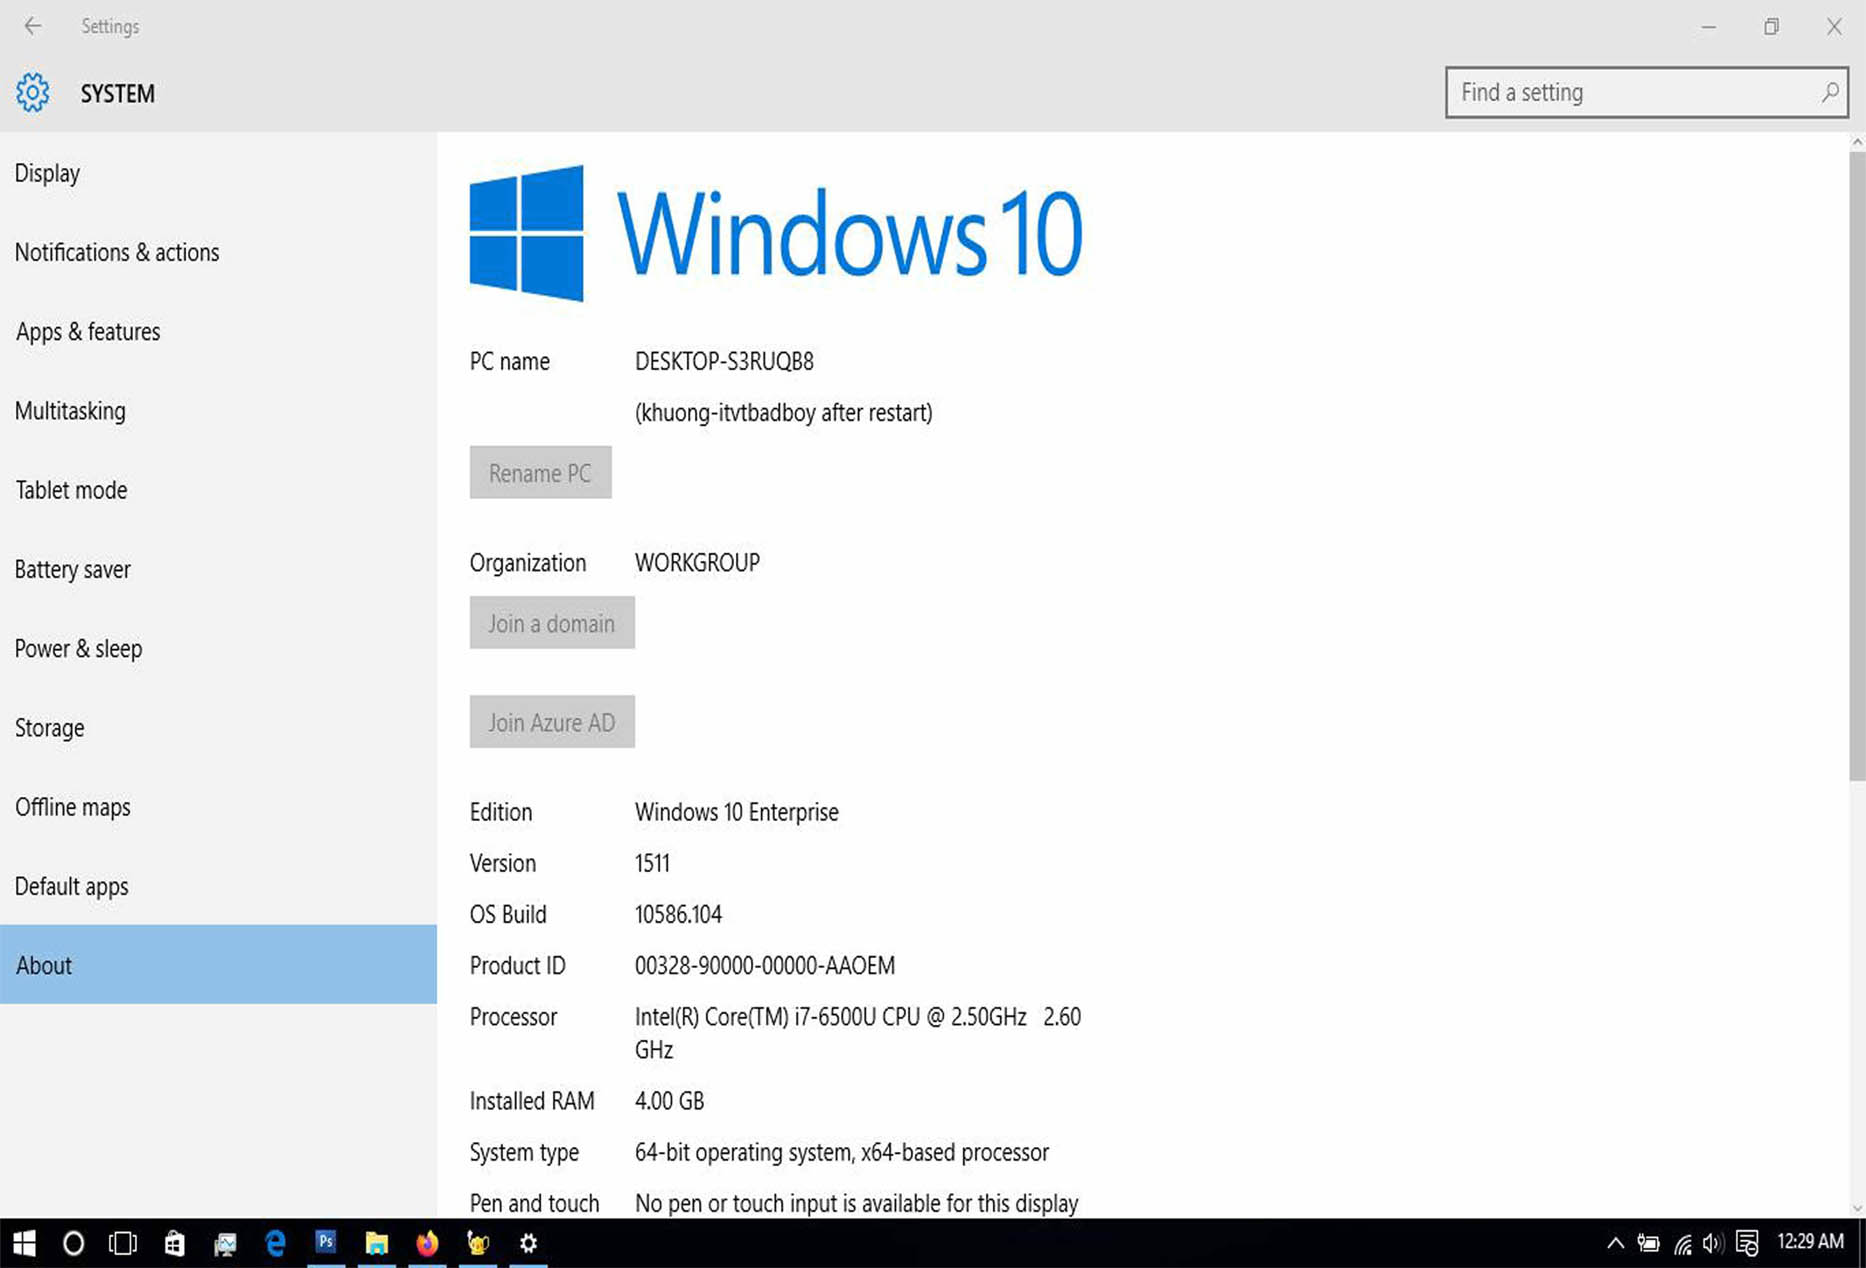 Settings
SYSTEM
Find a setting
Display
Notifications & actions
Apps & features
Multitasking
Tablet mode
Battery saver
Power & sleep
Storage
Offline maps
Default apps
About
Windows 10
PC name DESKTOP-S3RUQB8
(khuong-itvtbadboy after restart)
Rename PC
Organization WORKGROUP
Join a domain
Join Azure AD
Edition Windows 10 Enterprise
Version 1511
OS Build 10586.104
Product ID 00328-90000-00000-AAOEM
Processor Intel(R) Core(TM) i7-6500U CPU @ 2.50GHz 2.60
GHz
Installed RAM 4.00 GB
System type 64-bit operating system, x64-based processor
Pen and touch No pen or touch input is available for this display
Ps
12:29 AM